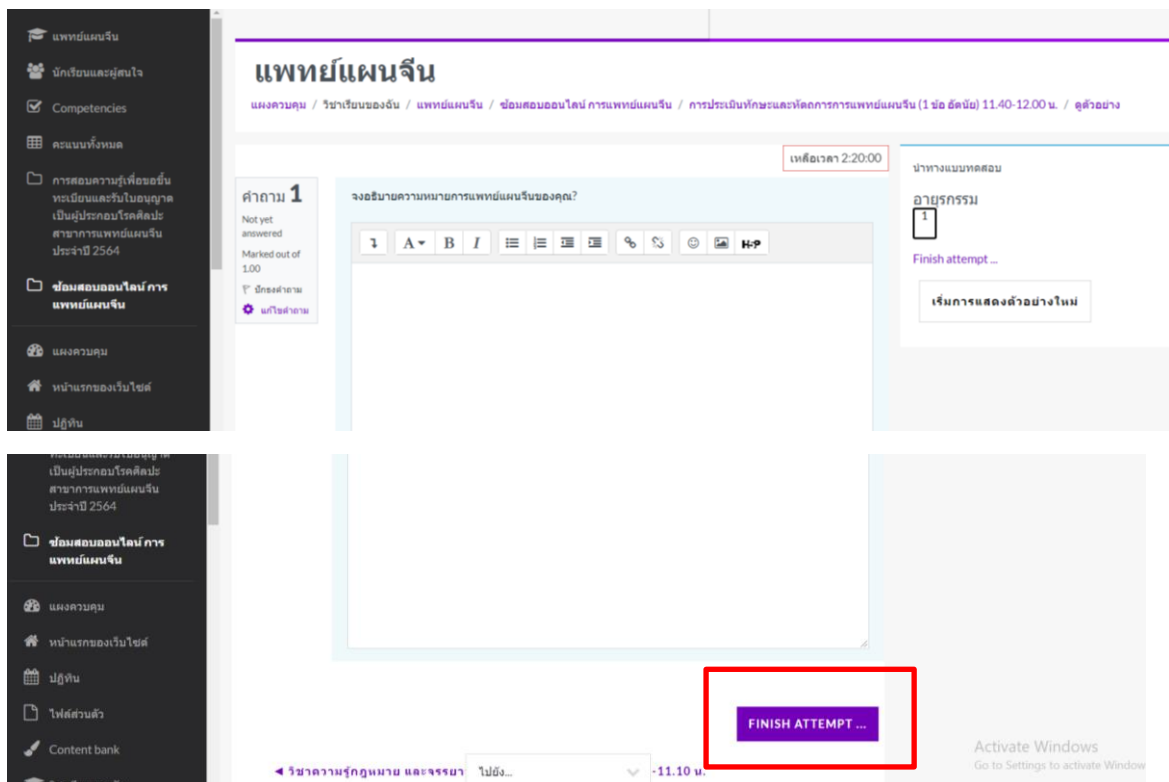 แพทย์แผนจีน
นักเรียนและผู้สนใจ
Competencies
คะแนนทั้งหมด
การสอบความรู้เพื่อขอขึ้น
ทะเบียนและรับใบอนุญาต
เป็นผู้ประกอบโรคศิลปะ
สาขาการแพทย์แผนจีน
ประจำปี 2564
ซ้อมสอบออนไลน์ การ
แพทย์แผนจีน
แผงควบคุม
หน้าแรกของเว็บไซต์
ปฏิทิน
แพทย์แผนจีน
แผงควบคุม / วิชาเรียนของฉัน / แพทย์แผนจีน / ซ้อมสอบออนไลน์ การแพทย์แผนจีน / การประเมินทักษะและหัตถการการแพทย์แผนจีน (1 ข้อ อัตนัย) 11.40-12.00 น. / ดูตัวอย่าง
เหลือเวลา 2:20:00
คำถาม 1
Not yet
answered
Marked out of
1.00
ปักธงคำถาม
แก้ไขคำถาม
จงอธิบายความหมายการแพทย์แผนจีนของคุณ?
A B I
H-P
นำทางแบบทดสอบ
อายุรกรรม
1
Finish attempt ...
เริ่มการแสดงตัวอย่างใหม่
ทะเบียนและรับใบอนุญาต
เป็นผู้ประกอบโรคศิลปะ
สาขาการแพทย์แผนจีน
ประจำปี 2564
ซ้อมสอบออนไลน์ การ
แพทย์แผนจีน
แผงควบคุม
หน้าแรกของเว็บไซต์
ปฏิทิน
ไฟล์ส่วนตัว
Content bank
FINISH ATTEMPT ...
◄ วิชาความรู้กฎหมาย และจรรยา
ไปยัง...
-11.10 น.
Activate Windows
Go to Settings to activate Window